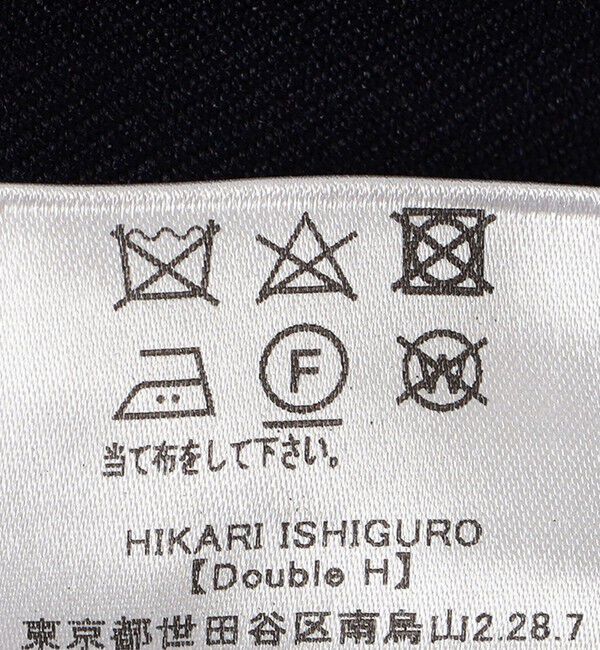 F W
当て布をして下さい。
HIKARI ISHIGURO
【Double H】
東京都世田谷区南烏山2.28.7